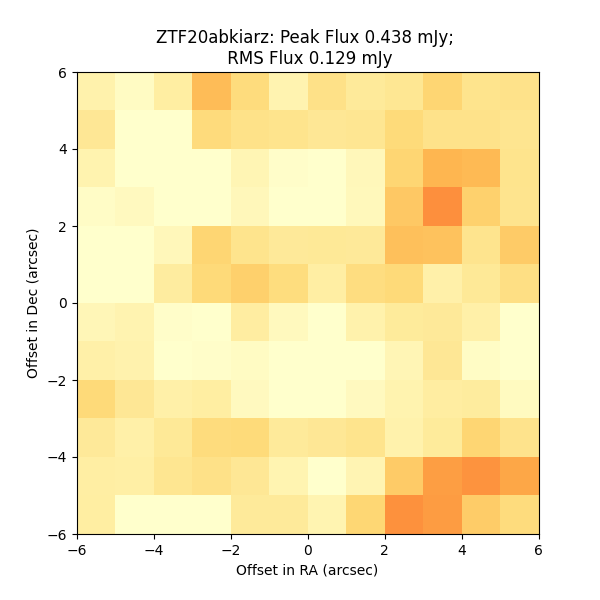 ZTF20abkiarz: Peak Flux 0.438 mJy;
RMS Flux 0.129 mJy
6
4
2
0
−2
−4
−6
Offset in Dec (arcsec)
−6 −4 −2 0 2 4 6
Offset in RA (arcsec)